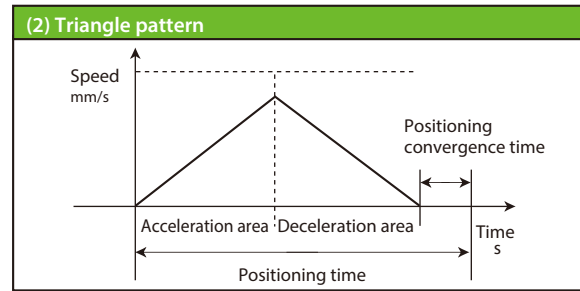 (2) Triangle pattern
Speed
mm/s
Positioning
convergence time
Acceleration area
Deceleration area
Time
s
Positioning time